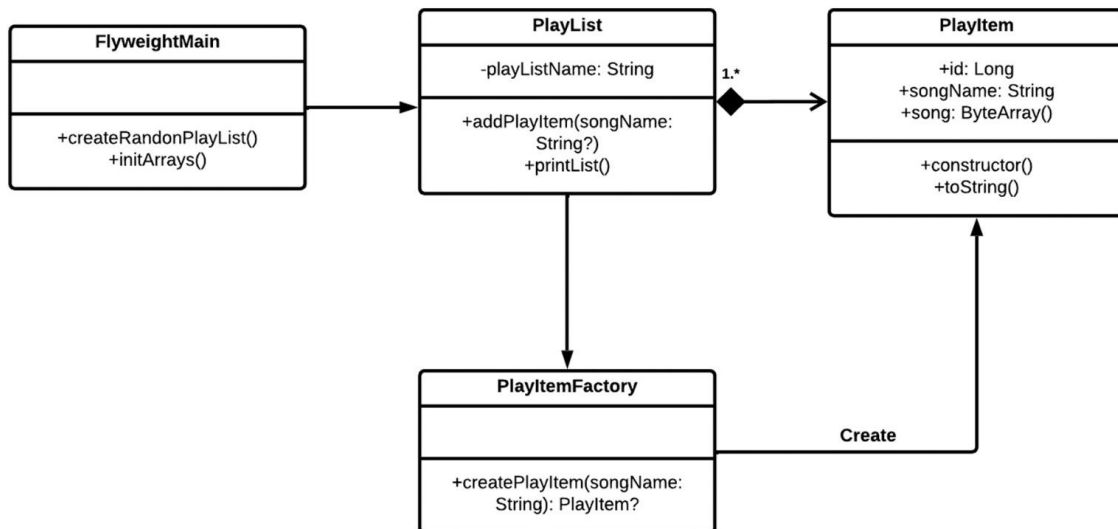 FlyweightMain
+createRandonPlayList()
+initArrays()
PlayList
-playListName: String
+addPlayItem(songName:
String?)
+printList()
1.*
PlayItem
+id: Long
+songName: String
+song: ByteArray()
+constructor()
+toString()
PlayItemFactory
+createPlayItem(songName:
String): PlayItem?
Create